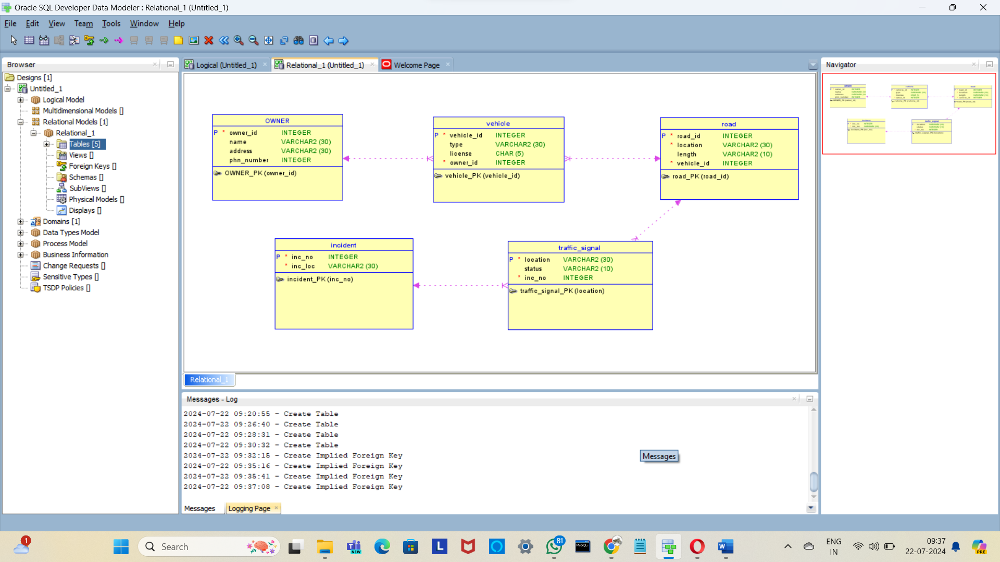 Oracle SQL Developer Data Modeler : Relational_1 (Untitled_1)
File Edit View Team Tools Window Help
Browser
Designs [1]
Untitled_1
Logical Model
Multidimensional Models []
Relational Models [1]
Relational_1
Tables [5]
Views []
Foreign Keys []
Schemas []
SubViews []
Physical Models []
Displays []
Domains [1]
Data Types Model
Process Model
Business Information
Change Requests []
Sensitive Types []
TSDP Policies []
Logical (Untitled_1) Relational_1 (Untitled_1) Welcome Page
OWNER
P * owner_id INTEGER
name VARCHAR2 (30)
address VARCHAR2 (30)
phn_number INTEGER
OWNER_PK (owner_id)
vehicle
P * vehicle_id INTEGER
type VARCHAR2 (30)
license CHAR (5)
* owner_id INTEGER
vehicle_PK (vehicle_id)
road
P * road_id INTEGER
* location VARCHAR2 (30)
length VARCHAR2 (10)
* vehicle_id INTEGER
road_PK (road_id)
incident
P * inc_no INTEGER
* inc_loc VARCHAR2 (30)
incident_PK (inc_no)
traffic_signal
P * location VARCHAR2 (30)
status VARCHAR2 (10)
* inc_no INTEGER
traffic_signal_PK (location)
Relational_1
Messages - Log
2024-07-22 09:20:55 - Create Table
2024-07-22 09:26:40 - Create Table
2024-07-22 09:28:31 - Create Table
2024-07-22 09:30:32 - Create Table
2024-07-22 09:32:15 - Create Implied Foreign Key
2024-07-22 09:35:16 - Create Implied Foreign Key
2024-07-22 09:35:41 - Create Implied Foreign Key
2024-07-22 09:37:08 - Create Implied Foreign Key
Messages
Messages Logging Page
Navigator
1
Search
NEW
L
81
MySQL
W
ENG
IN
09:37
22-07-2024
PRE